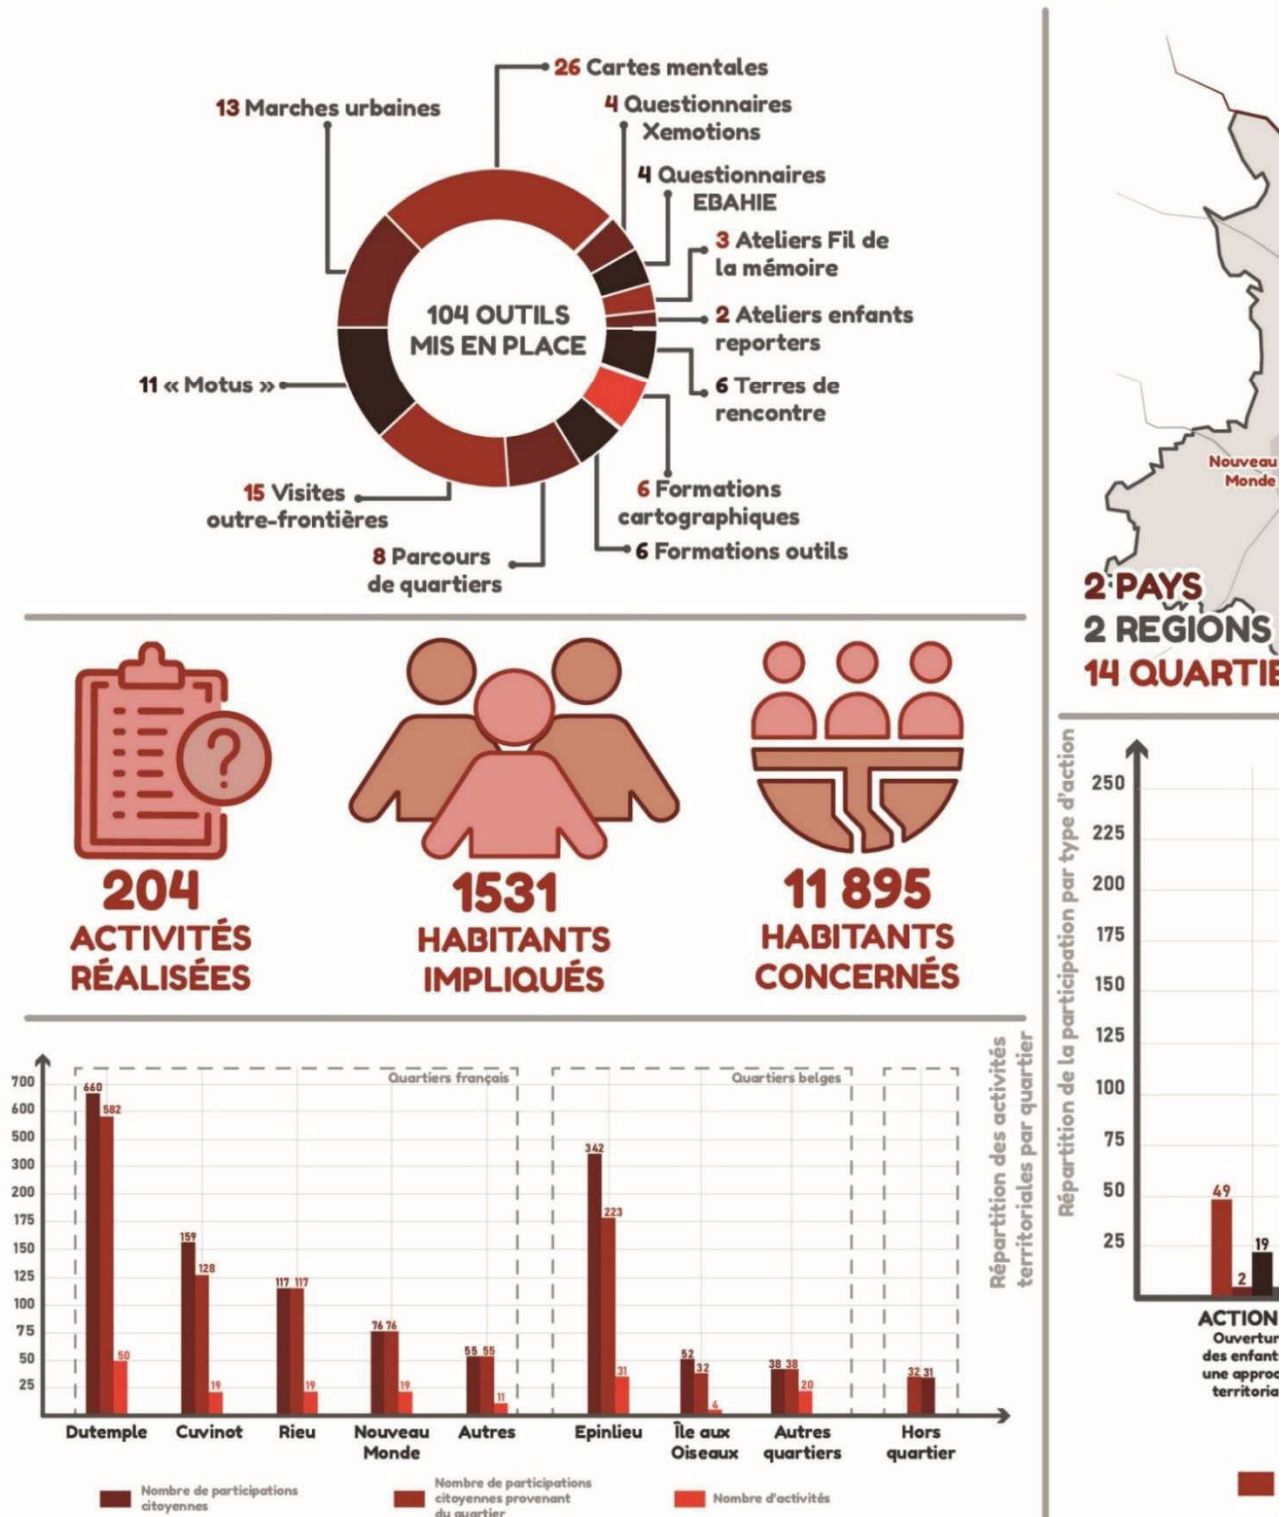 26 Cartes mentales
13 Marches urbaines
4 Questionnaires
Xemotions
4 Questionnaires
EBAHIE
3 Ateliers Fil de
la mémoire
104 OUTILS
MIS EN PLACE
2 Ateliers enfants
reporters
11 « Motus »
6 Terres de
rencontre
15 Visites
outre-frontières
6 Formations
cartographiques
8 Parcours
de quartiers
6 Formations outils
Nouveau
Monde
2 PAYS
2 REGIONS
14 QUARTIE
?
204
ACTIVITÉS
RÉALISÉES
1531
HABITANTS
IMPLIQUÉS
11 895
HABITANTS
CONCERNÉS
Répartition des activités
territoriales par quartier
Quartiers français
Quartiers belges
700
600
500
300
200
175
150
125
100
75
50
25
660
582
50
159
128
19
117 117
19
76 76
19
55 55
11
342
223
31
52
32
4
38 38
20
32 31
Dutemple
Cuvinot
Rieu
Nouveau
Monde
Autres
Epinlieu
Île aux
Oiseaux
Autres
quartiers
Hors
quartier
Nombre de participations
citoyennes
Nombre de participations
citoyennes provenant
du quartier
Nombre d'activités
Répartition de la participation par type d'action
250
225
200
175
150
125
100
75
50
25
49
2
19
ACTION
Ouvertur
des enfant
une approc
territoria